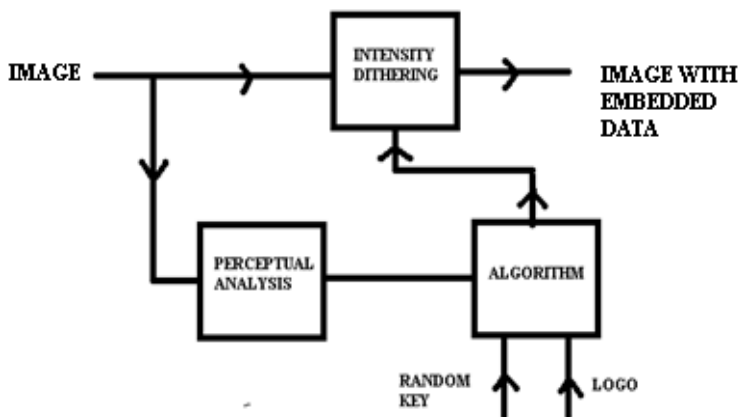 INTENSITY
DITHERING
IMAGE
IMAGE WITH
EMBEDDED
DATA
PERCEPTUAL
ANALYSIS
ALGORITHM
RANDOM
KEY
LOGO